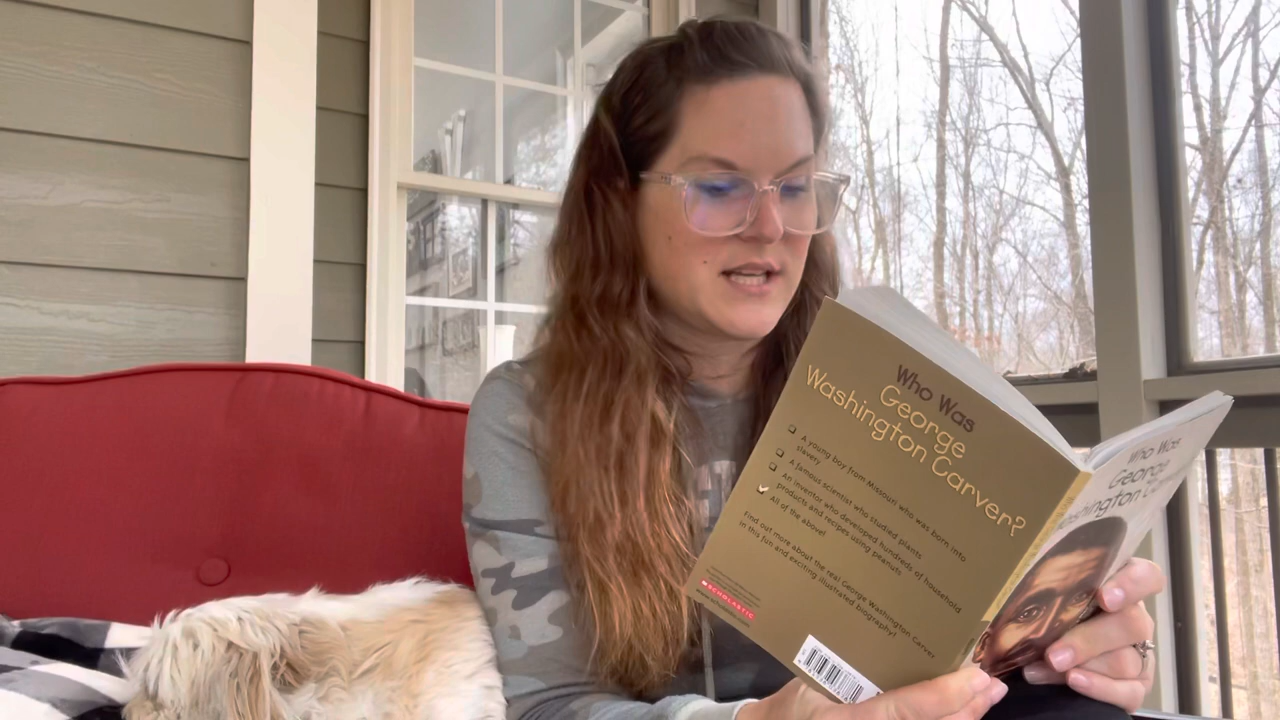 Who Was
George
Washington Carver?
A young boy from Missouri who was born into
slavery
A famous scientist who studied plants
An inventor who developed hundreds of household
products and recipes using peanuts
All of the above!
Find out more about the real George Washington Carver
in this fun and exciting illustrated biography!
SCHOLASTIC
Who Was
George
Washington